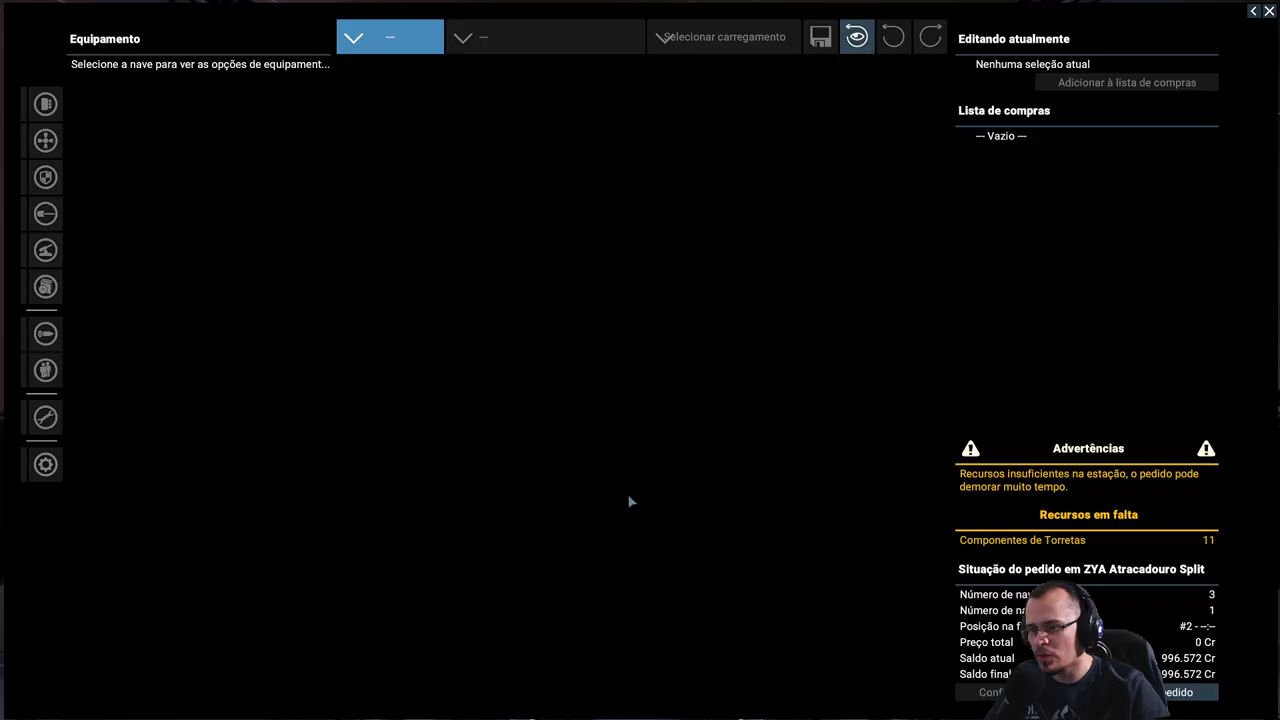 Equipamento
Selecione a nave para ver as opções de equipament...
--
--
Selecionar carregamento
Editando atualmente
Nenhuma seleção atual
Adicionar à lista de compras
Lista de compras
--- Vazio ---
Advertências
Recursos insuficientes na estação, o pedido pode
demorar muito tempo.
Recursos em falta
Componentes de Torretas 11
Situação do pedido em ZYA Atracadouro Split
Número de 3
Número de 1
Posição na #2 - --:--
Preço total 0 Cr
Saldo atual 996.572 Cr
Saldo final 996.572 Cr
pedido